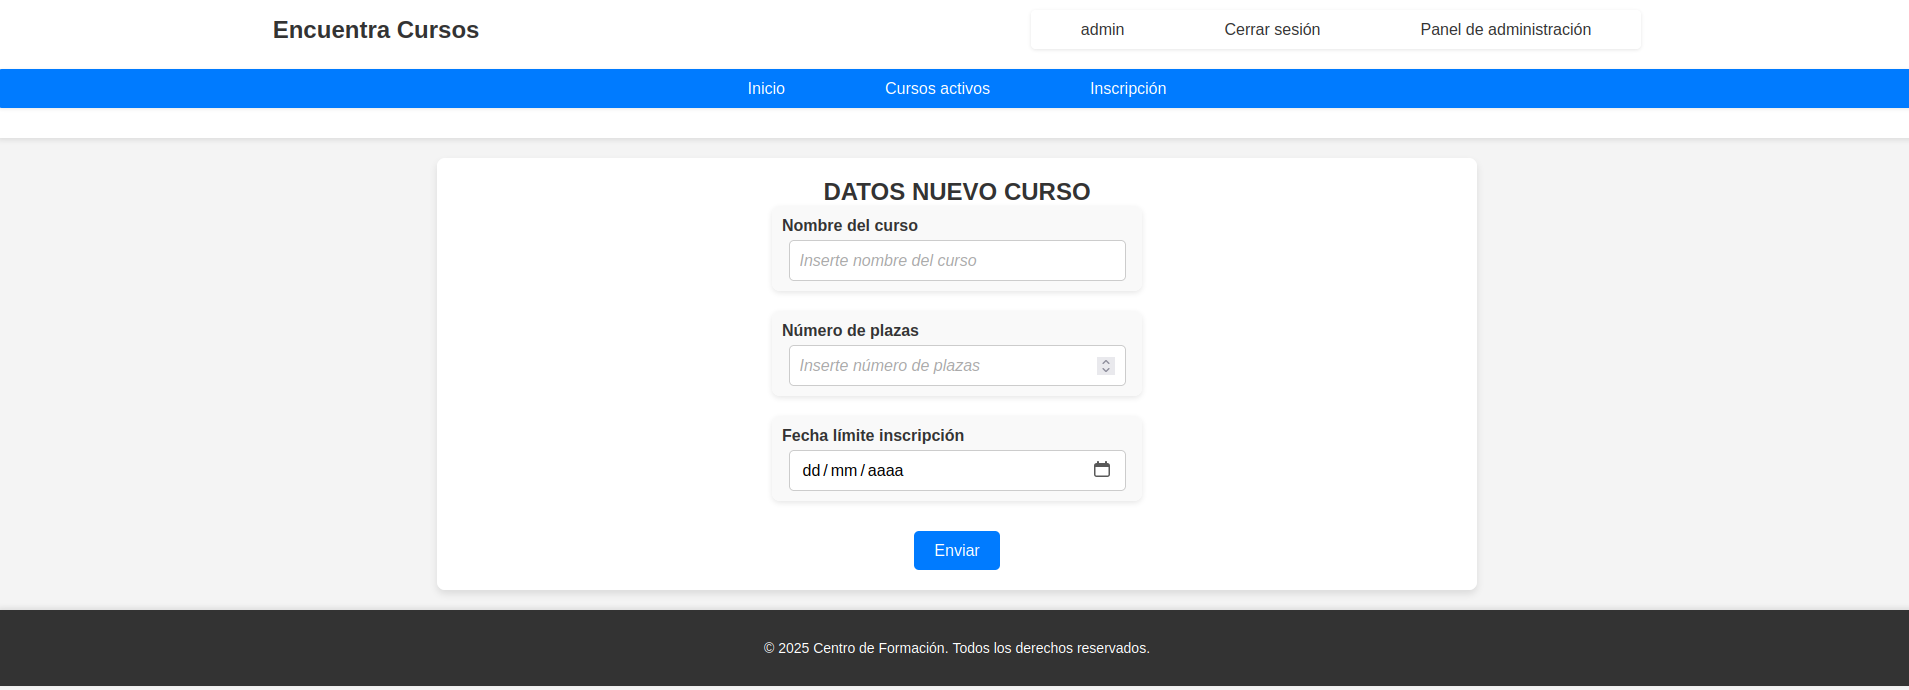 Encuentra Cursos
admin Cerrar sesión Panel de administración
Inicio Cursos activos Inscripción
DATOS NUEVO CURSO
Nombre del curso
Inserte nombre del curso
Número de plazas
Inserte número de plazas
Fecha límite inscripción
dd/mm/aaaa
Enviar
© 2025 Centro de Formación. Todos los derechos reservados.